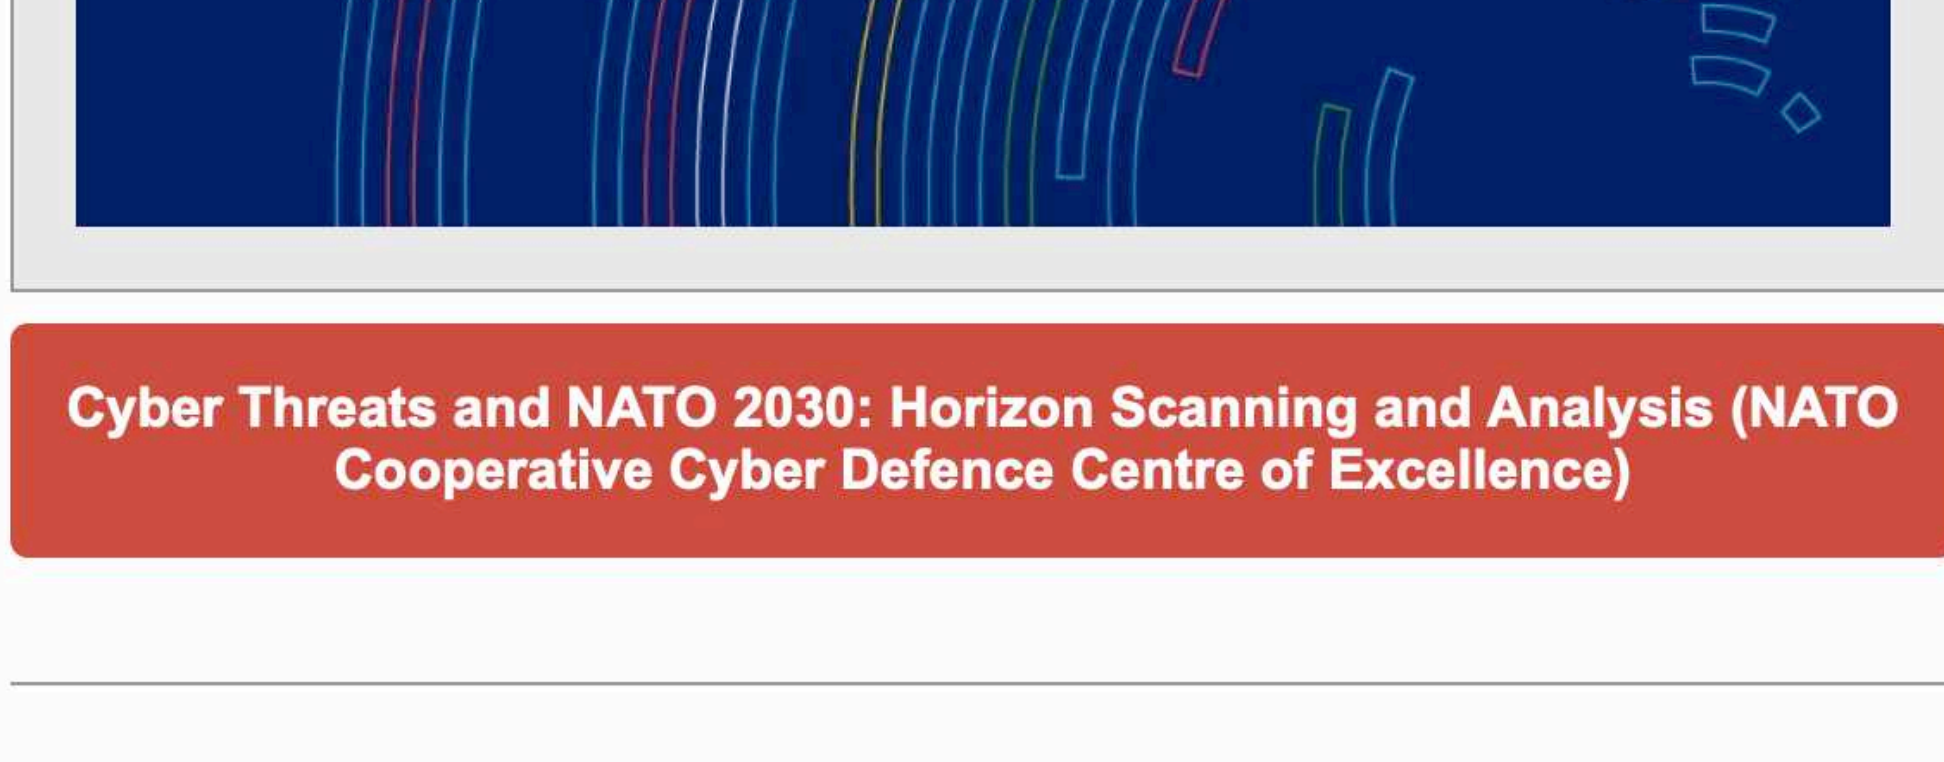 Cyber Threats and NATO 2030: Horizon Scanning and Analysis (NATO
Cooperative Cyber Defence Centre of Excellence)